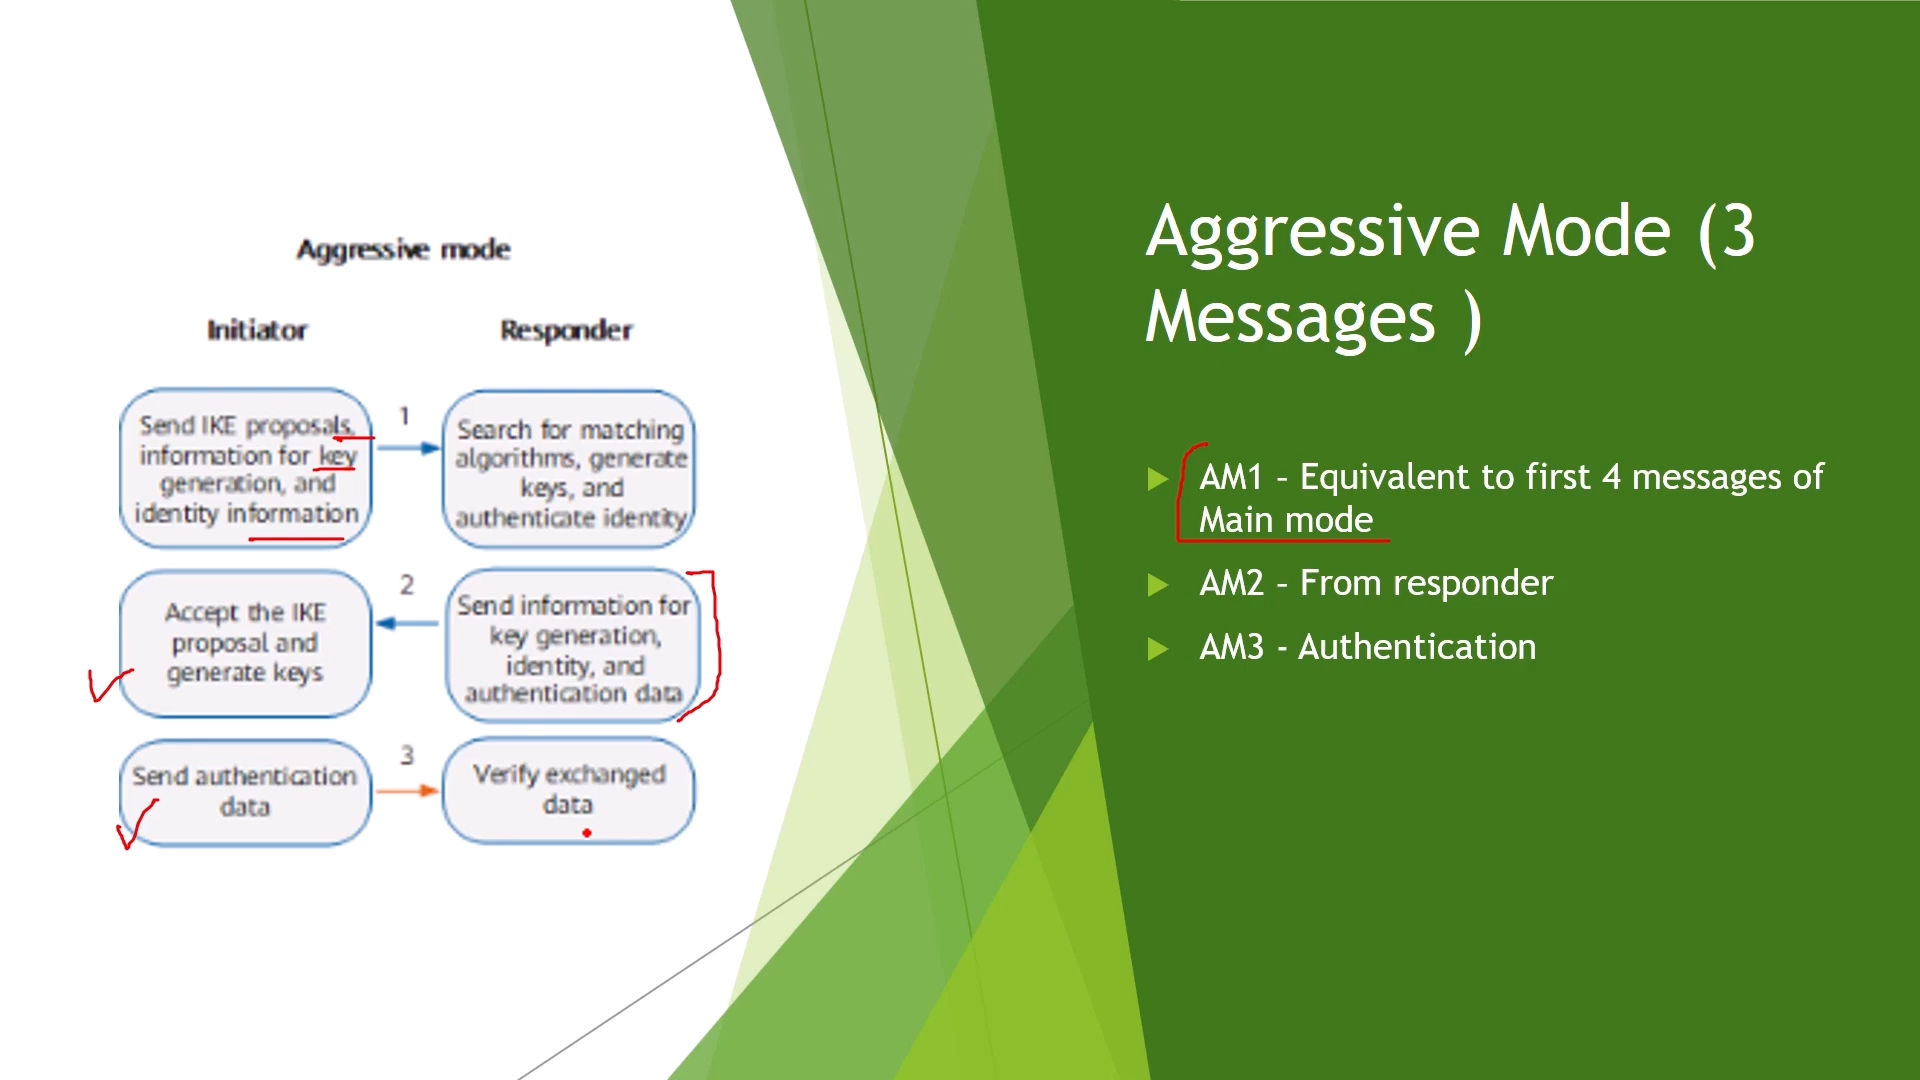 Aggressive mode
Initiator
Responder
Send IKE proposals,
information for key
generation, and
identity information
1
Search for matching
algorithms, generate
keys, and
authenticate identity
Accept the IKE
proposal and
generate keys
2
Send information for
key generation,
identity, and
authentication data
Send authentication
data
3
Verify exchanged
data
Aggressive Mode (3
Messages )
AM1 – Equivalent to first 4 messages of
Main mode
AM2 – From responder
AM3 - Authentication